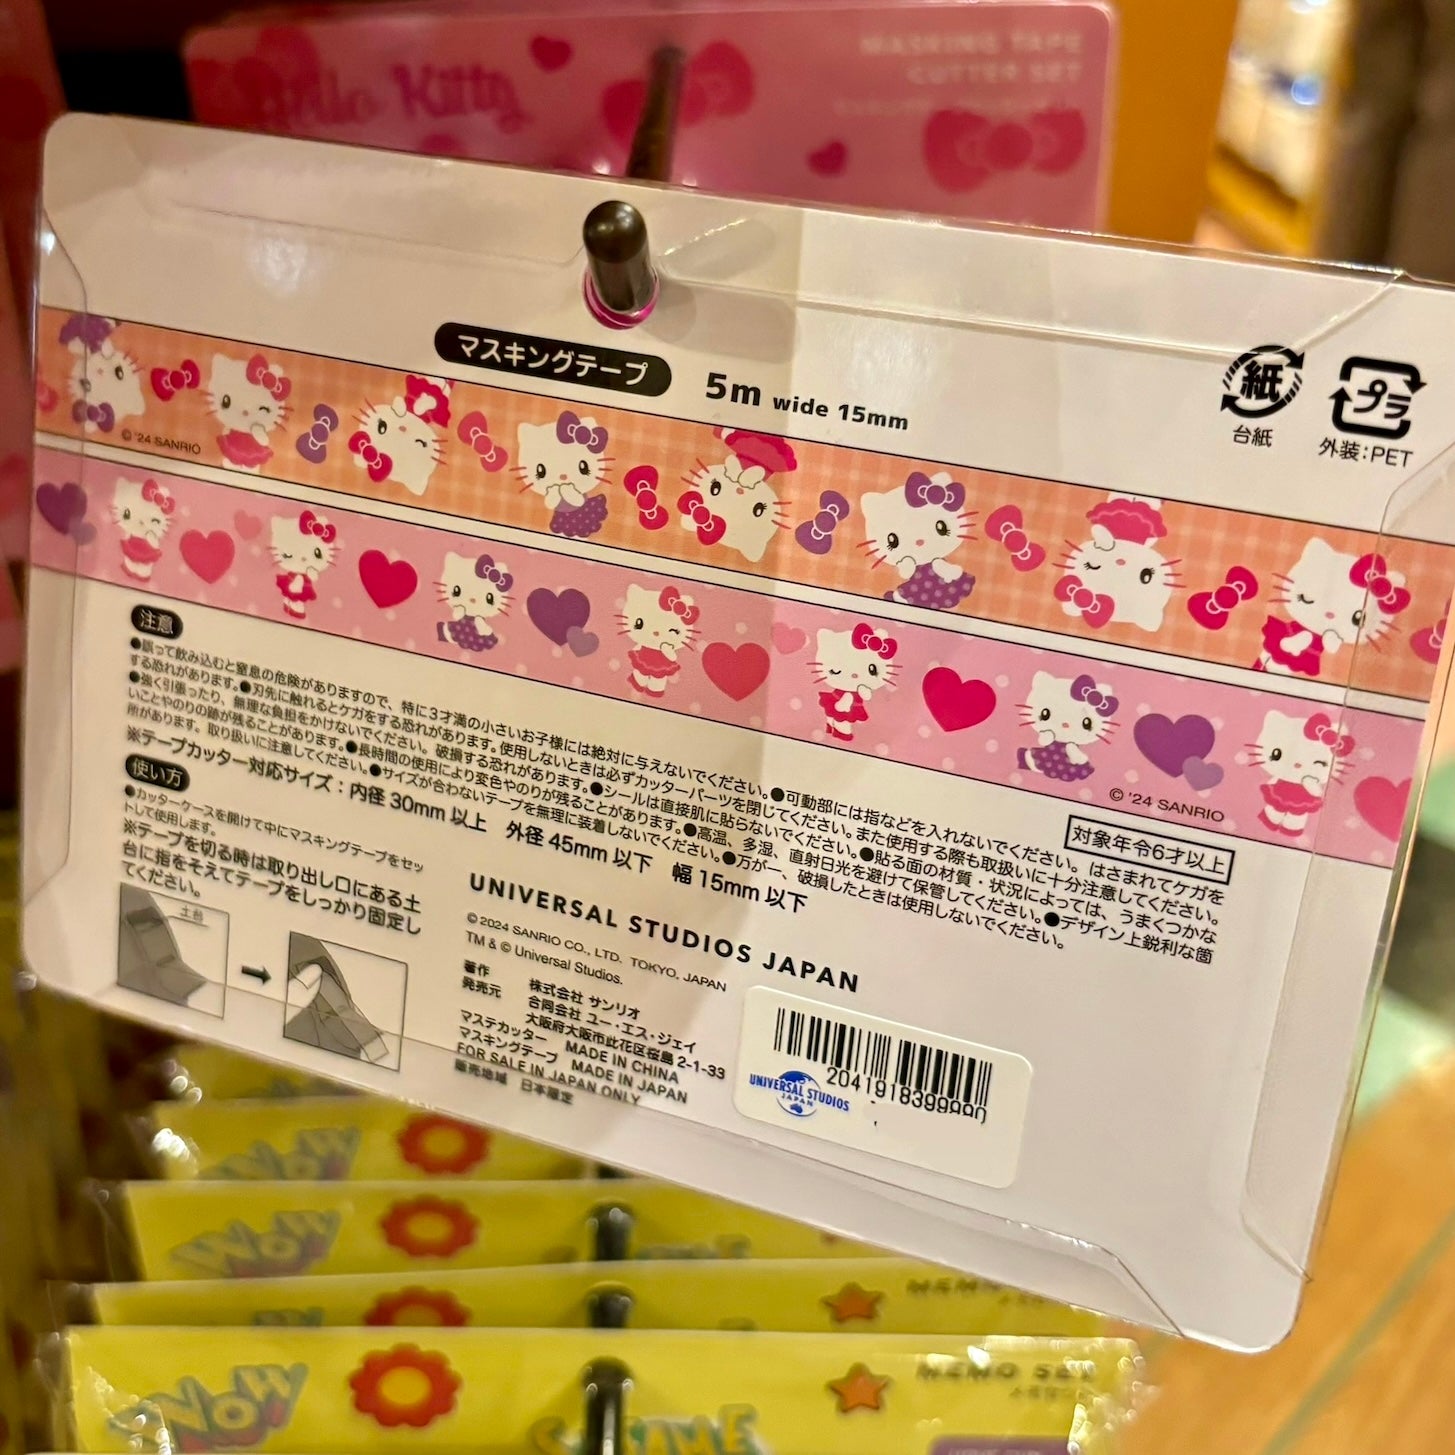 Hello Kitty
MASKING TAPE
CUTTER SET
マスキングテープ
5m wide 15mm
紙
台紙
プラ
外装:PET
© '24 SANRIO
© '24 SANRIO
対象年令6才以上
注意
●誤って飲み込むと窒息の危険がありますので、特に3才満の小さいお子様には絶対に与えないでください。●可動部には指などを入れないでください。はさまれてケガを
する恐れがあります。●刃先に触れるとケガをする恐れがあります。使用しないときは必ずカッターパーツを閉じてください。また使用する際も取扱いに十分注意してください。
●強く引張ったり、無理な負担をかけないでください。破損する恐れがあります。●シールは直接肌に貼らないでください。●貼る面の材質・状況によっては、うまくつかな
いことやのりの跡が残ることがあります。●長時間の使用により変色やのりが残ることがあります。●高温、多湿、直射日光を避けて保管してください。●デザイン上鋭利な箇
所があります。取り扱いに注意してください。●サイズが合わないテープを無理に装着しないでください。●万が一、破損したときは使用しないでください。
※テープカッター対応サイズ:内径30mm以上 外径45mm以下 幅15mm以下
使い方
●カッターケースを開けて中にマスキングテープをセッ
トして使用します。
※テープを切る時は取り出し口にある土
台に指をそえてテープをしっかり固定し
てください。
土台
UNIVERSAL STUDIOS JAPAN
© 2024 SANRIO CO., LTD. TOKYO, JAPAN
TM & © Universal Studios.
著作 株式会社 サンリオ
発売元 合同会社 ユー・エス・ジェイ
大阪府大阪市此花区桜島 2-1-33
マステカッター MADE IN CHINA
マスキングテープ MADE IN JAPAN
FOR SALE IN JAPAN ONLY
販売地域 日本限定
UNIVERSAL STUDIOS
JAPAN
2041918399990
WOW!
WOW!
MEMO
WOW!
MEMO SET